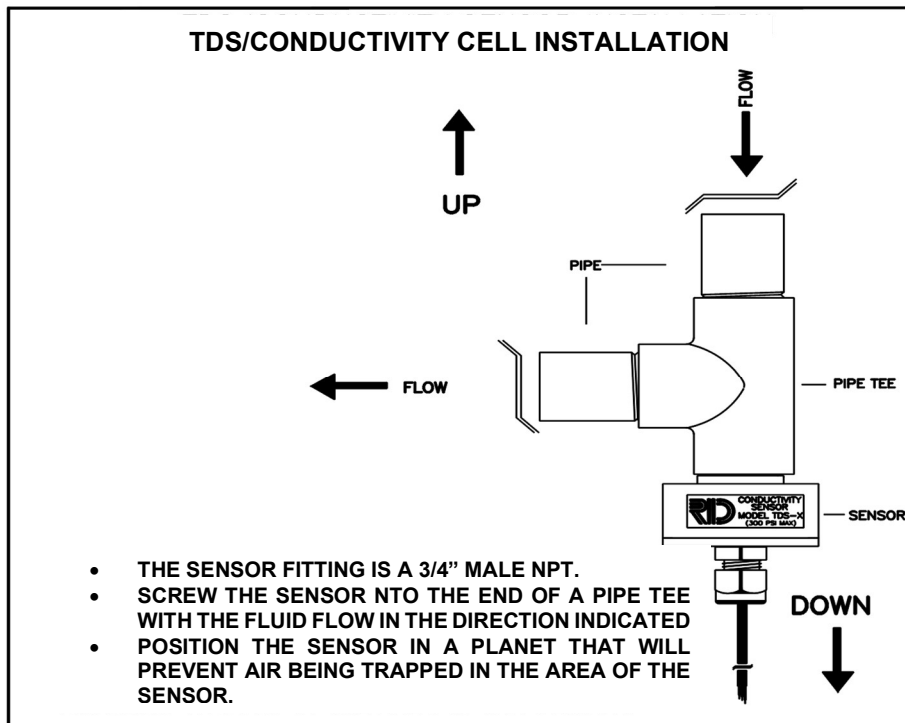 TDS/CONDUCTIVITY CELL INSTALLATION
FLOW
UP
PIPE
FLOW
PIPE TEE
RD
CONDUCTIVITY
SENSOR
MODEL TDS-X
(300 PSI MAX)
SENSOR
DOWN
• THE SENSOR FITTING IS A 3/4” MALE NPT.
• SCREW THE SENSOR NTO THE END OF A PIPE TEE
WITH THE FLUID FLOW IN THE DIRECTION INDICATED
• POSITION THE SENSOR IN A PLANET THAT WILL
PREVENT AIR BEING TRAPPED IN THE AREA OF THE
SENSOR.